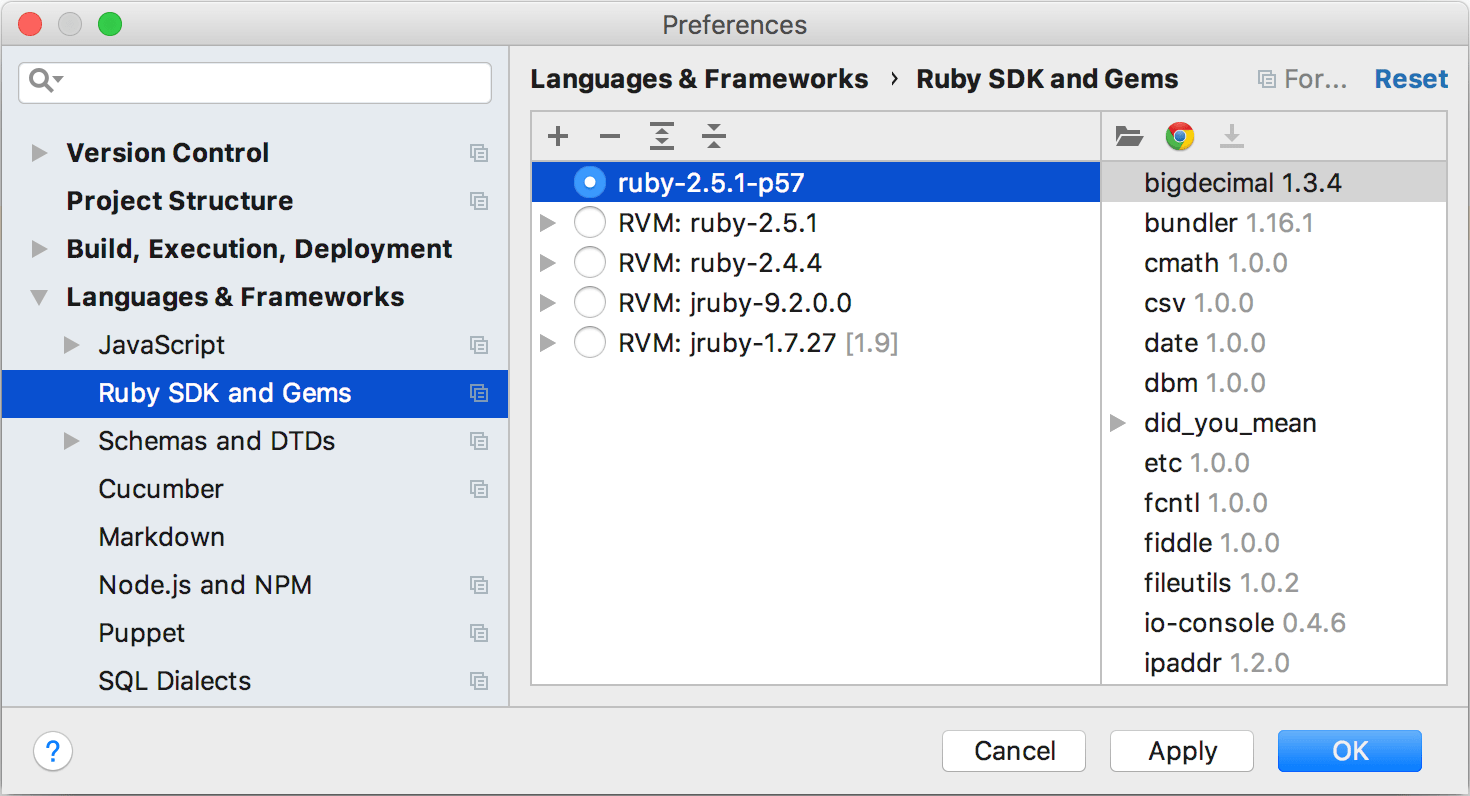 Preferences
Version Control
Project Structure
Build, Execution, Deployment
Languages & Frameworks
JavaScript
Ruby SDK and Gems
Schemas and DTDs
Cucumber
Markdown
Node.js and NPM
Puppet
SQL Dialects
Languages & Frameworks › Ruby SDK and Gems For... Reset
ruby-2.5.1-p57
RVM: ruby-2.5.1
RVM: ruby-2.4.4
RVM: jruby-9.2.0.0
RVM: jruby-1.7.27 [1.9]
bigdecimal 1.3.4
bundler 1.16.1
cmath 1.0.0
csv 1.0.0
date 1.0.0
dbm 1.0.0
did_you_mean
etc 1.0.0
fcntl 1.0.0
fiddle 1.0.0
fileutils 1.0.2
io-console 0.4.6
ipaddr 1.2.0
? Cancel Apply OK